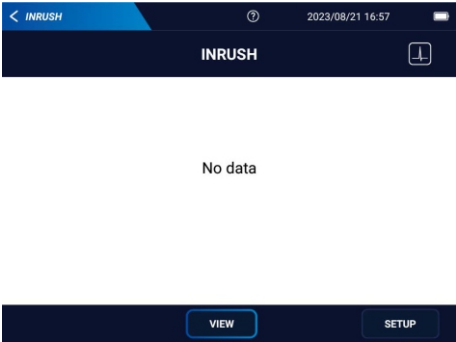 INRUSH
2023/08/21 16:57
INRUSH
No data
VIEW
SETUP